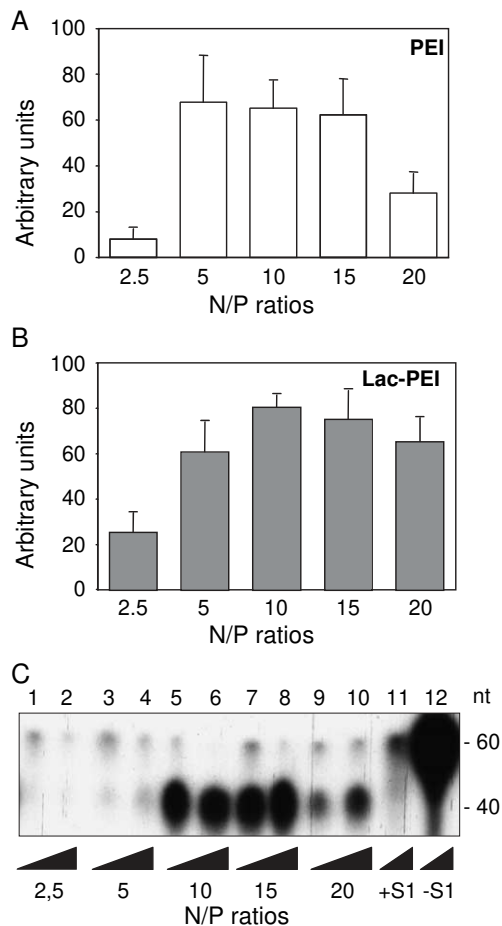 A
PEI
Arbitrary units
100
80
60
40
20
0
2.5 5 10 15 20
N/P ratios
B
Lac-PEI
Arbitrary units
100
80
60
40
20
0
2.5 5 10 15 20
N/P ratios
C
1 2 3 4 5 6 7 8 9 10 11 12 nt
- 60
- 40
2,5 5 10 15 20 +S1 -S1
N/P ratios